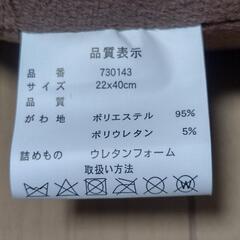 品質表示
品 番 730143
サイズ 22x40cm
品 質
がわ地 ポリエステル 95%
ポリウレタン 5%
詰めもの ウレタンフォーム
取扱い方法